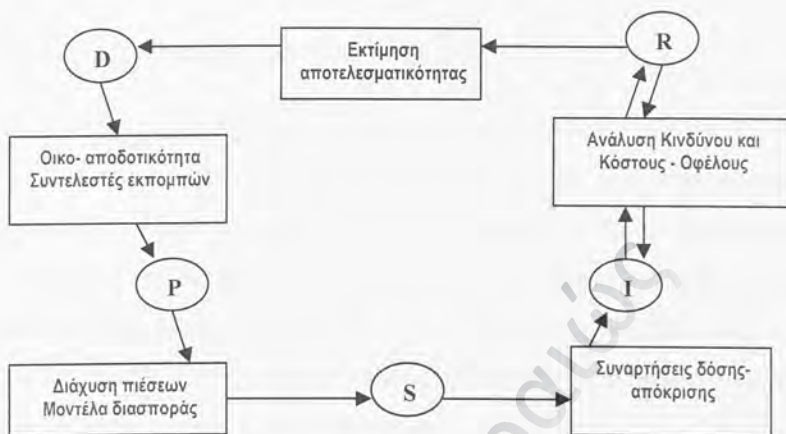 D
Εκτίμηση
αποτελεσματικότητας
R
Οικο- αποδοτικότητα
Συντελεστές εκπομπών
Ανάλυση Κινδύνου και
Κόστους - Οφέλους
P
I
Διάχυση πιέσεων
Μοντέλα διασποράς
S
Συναρτήσεις δόσης-
απόκρισης